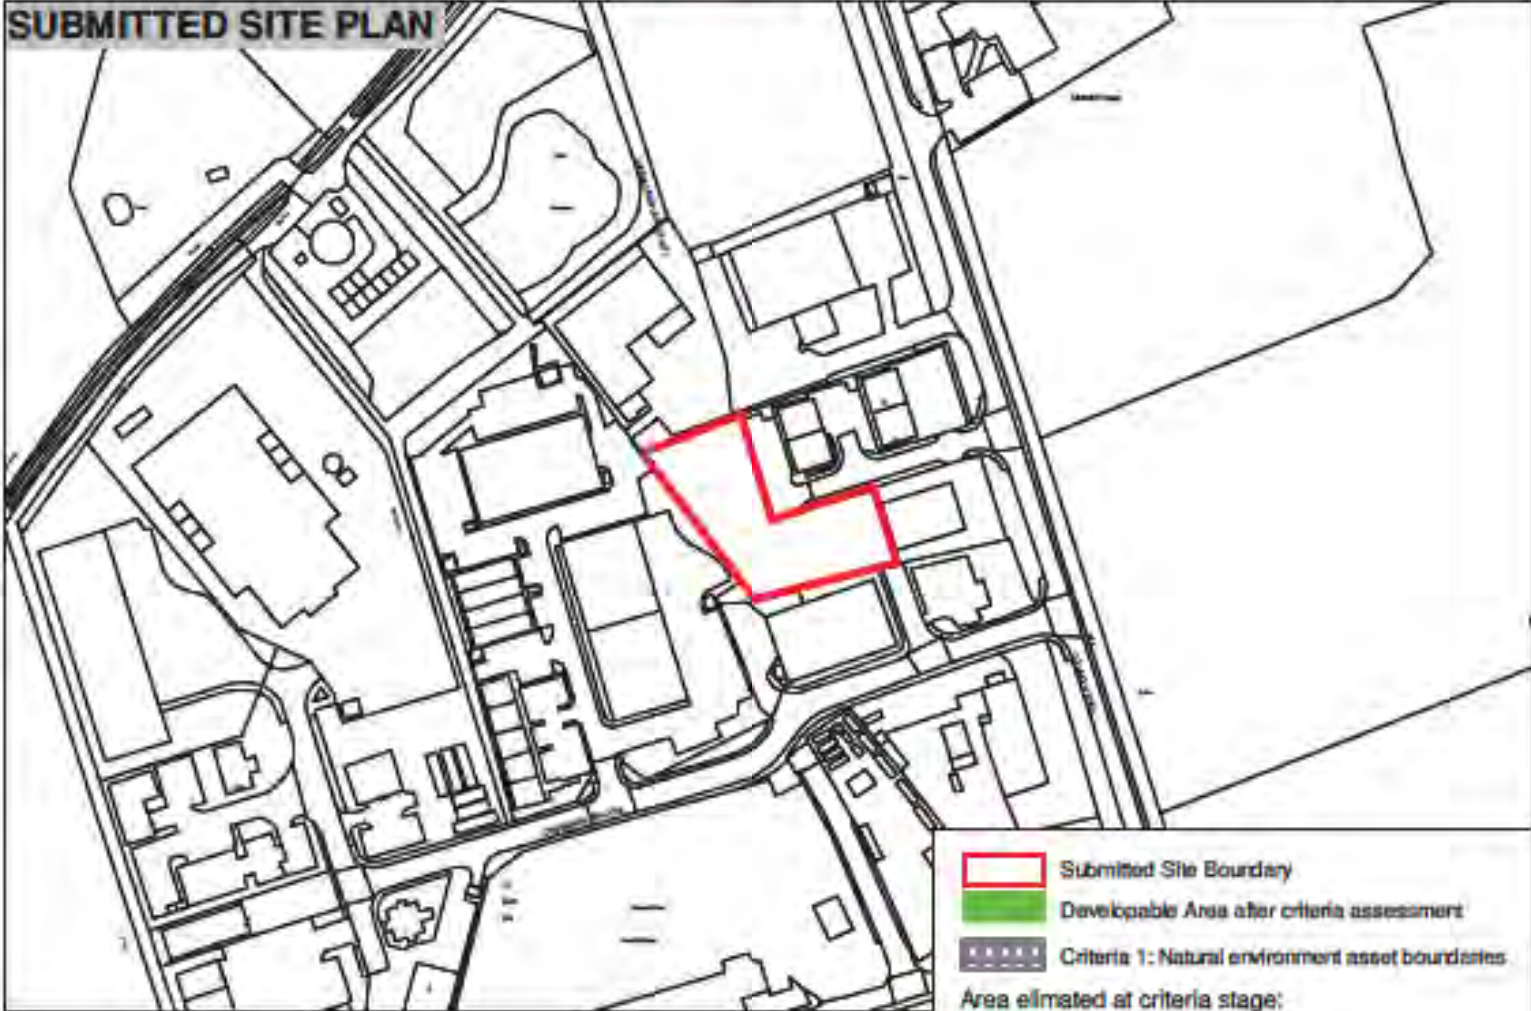 SUBMITTED SITE PLAN
Submitted Site Boundary
Developable Area after criteria assessment
Criteria 1: Natural environment asset boundaries
Area elimated at criteria stage: